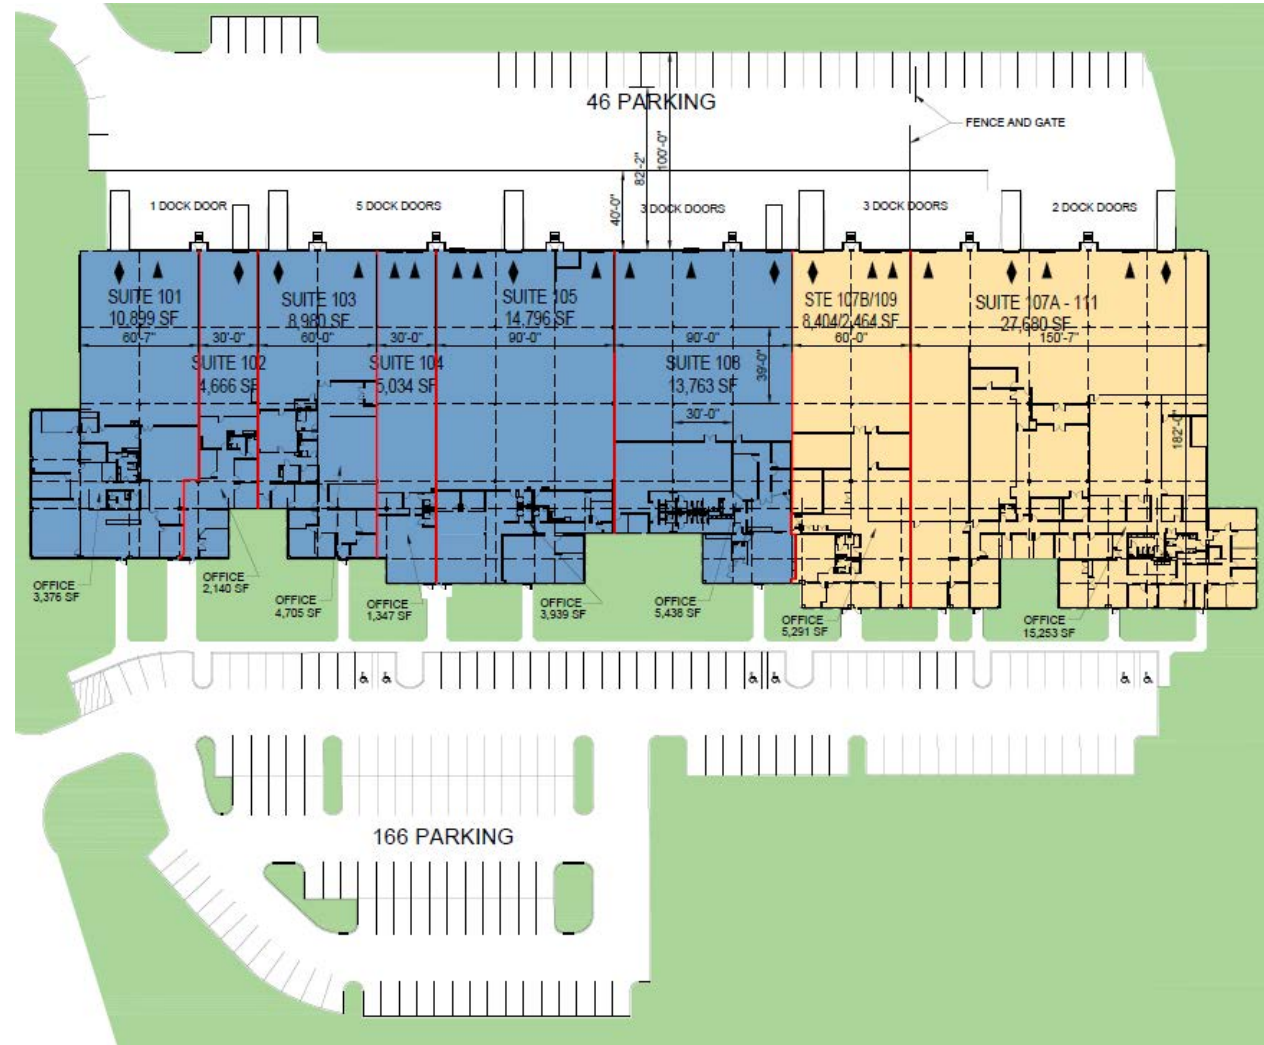 46 PARKING
FENCE AND GATE
100'-0"
82'-2"
40'-0"
1 DOCK DOOR
5 DOCK DOORS
3 DOCK DOORS
3 DOCK DOORS
2 DOCK DOORS
SUITE 101
10,899 SF
60'-7"
30'-0"
SUITE 102
4,666 SF
SUITE 103
8,980 SF
60'-0"
30'-0"
SUITE 104
5,034 SF
SUITE 105
14,796 SF
90'-0"
90'-0"
SUITE 106
13,763 SF
39'-0"
30'-0"
STE 107B/109
8,404/2,464 SF
60'-0"
SUITE 107A - 111
27,680 SF
150'-7"
182'-0"
OFFICE
3,376 SF
OFFICE
2,140 SF
OFFICE
4,705 SF
OFFICE
1,347 SF
OFFICE
3,939 SF
OFFICE
5,438 SF
OFFICE
5,291 SF
OFFICE
15,253 SF
166 PARKING